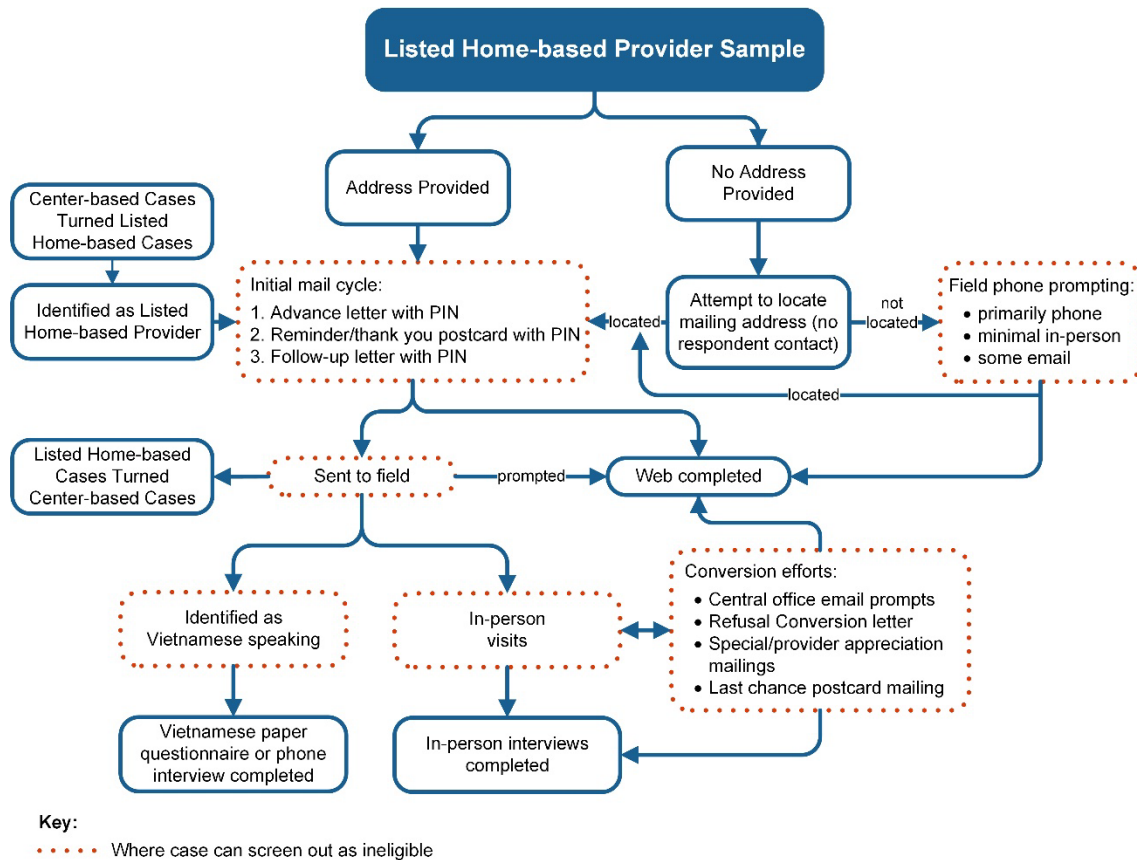 Listed Home-based Provider Sample
Address Provided
No Address
Provided
Center-based Cases
Turned Listed
Home-based Cases
Identified as Listed
Home-based Provider
Initial mail cycle:
1. Advance letter with PIN
2. Reminder/thank you postcard with PIN
3. Follow-up letter with PIN
located
Attempt to locate
mailing address (no
respondent contact)
not
located
Field phone prompting:
• primarily phone
• minimal in-person
• some email
located
Listed Home-based
Cases Turned
Center-based Cases
Sent to field
prompted
Web completed
Identified as
Vietnamese speaking
In-person
visits
Conversion efforts:
• Central office email prompts
• Refusal Conversion letter
• Special/provider appreciation
mailings
• Last chance postcard mailing
Vietnamese paper
questionnaire or phone
interview completed
In-person interviews
completed
Key:
Where case can screen out as ineligible